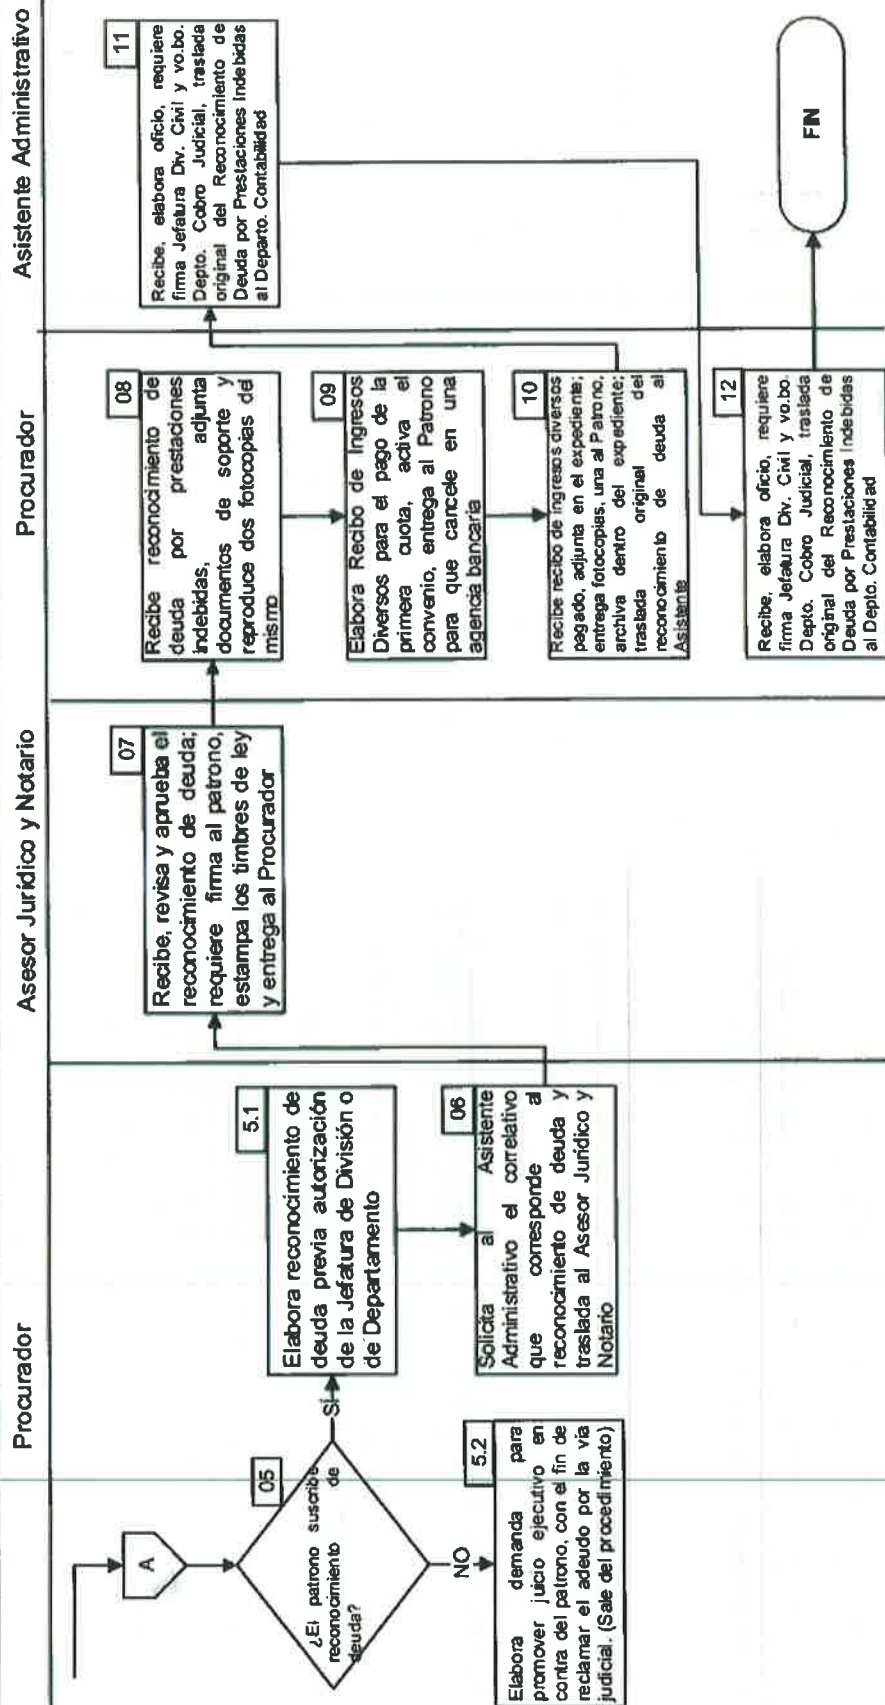 Procurador
Asesor Jurídico y Notario
Procurador
Asistente Administrativo
A
05
¿El patrono suscribe
reconocimiento de
deuda?
SÍ
NO
5.2
Elabora demanda para
promover juicio ejecutivo en
contra del patrono, con el fin de
reclamar el adeudo por la vía
judicial. (Sale del procedimiento)
5.1
Elabora reconocimiento de
deuda previa autorización
de la Jefatura de División o
de Departamento
06
Solicita al Asistente
Administrativo el correlativo
que corresponde al
reconocimiento de deuda y
traslada al Asesor Jurídico y
Notario
07
Recibe, revisa y aprueba el
reconocimiento de deuda;
requiere firma al patrono,
estampa los timbres de ley
y entrega al Procurador
08
Recibe reconocimiento de
deuda por prestaciones
indebidas, adjunta
documentos de soporte y
reproduce dos fotocopias del
mismo
09
Elabora Recibo de Ingresos
Diversos para el pago de la
primera cuota, activa el
convenio, entrega al Patrono
para que cancele en una
agencia bancaria
10
Recibe recibo de ingresos diversos
pagado, adjunta en el expediente;
entrega fotocopias, una al Patrono,
archiva dentro del expediente;
traslada original del
reconocimiento de deuda al
Asistente
11
Recibe, elabora oficio, requiere
firma Jefatura Div. Civil y vo.bo.
Depto. Cobro Judicial, traslada
original del Reconocimiento de
Deuda por Prestaciones Indebidas
al Departo. Contabilidad
12
Recibe, elabora oficio, requiere
firma Jefatura Div. Civil y vo.bo.
Depto. Cobro Judicial, traslada
original del Reconocimiento de
Deuda por Prestaciones Indebidas
al Depto. Contabilidad
FIN